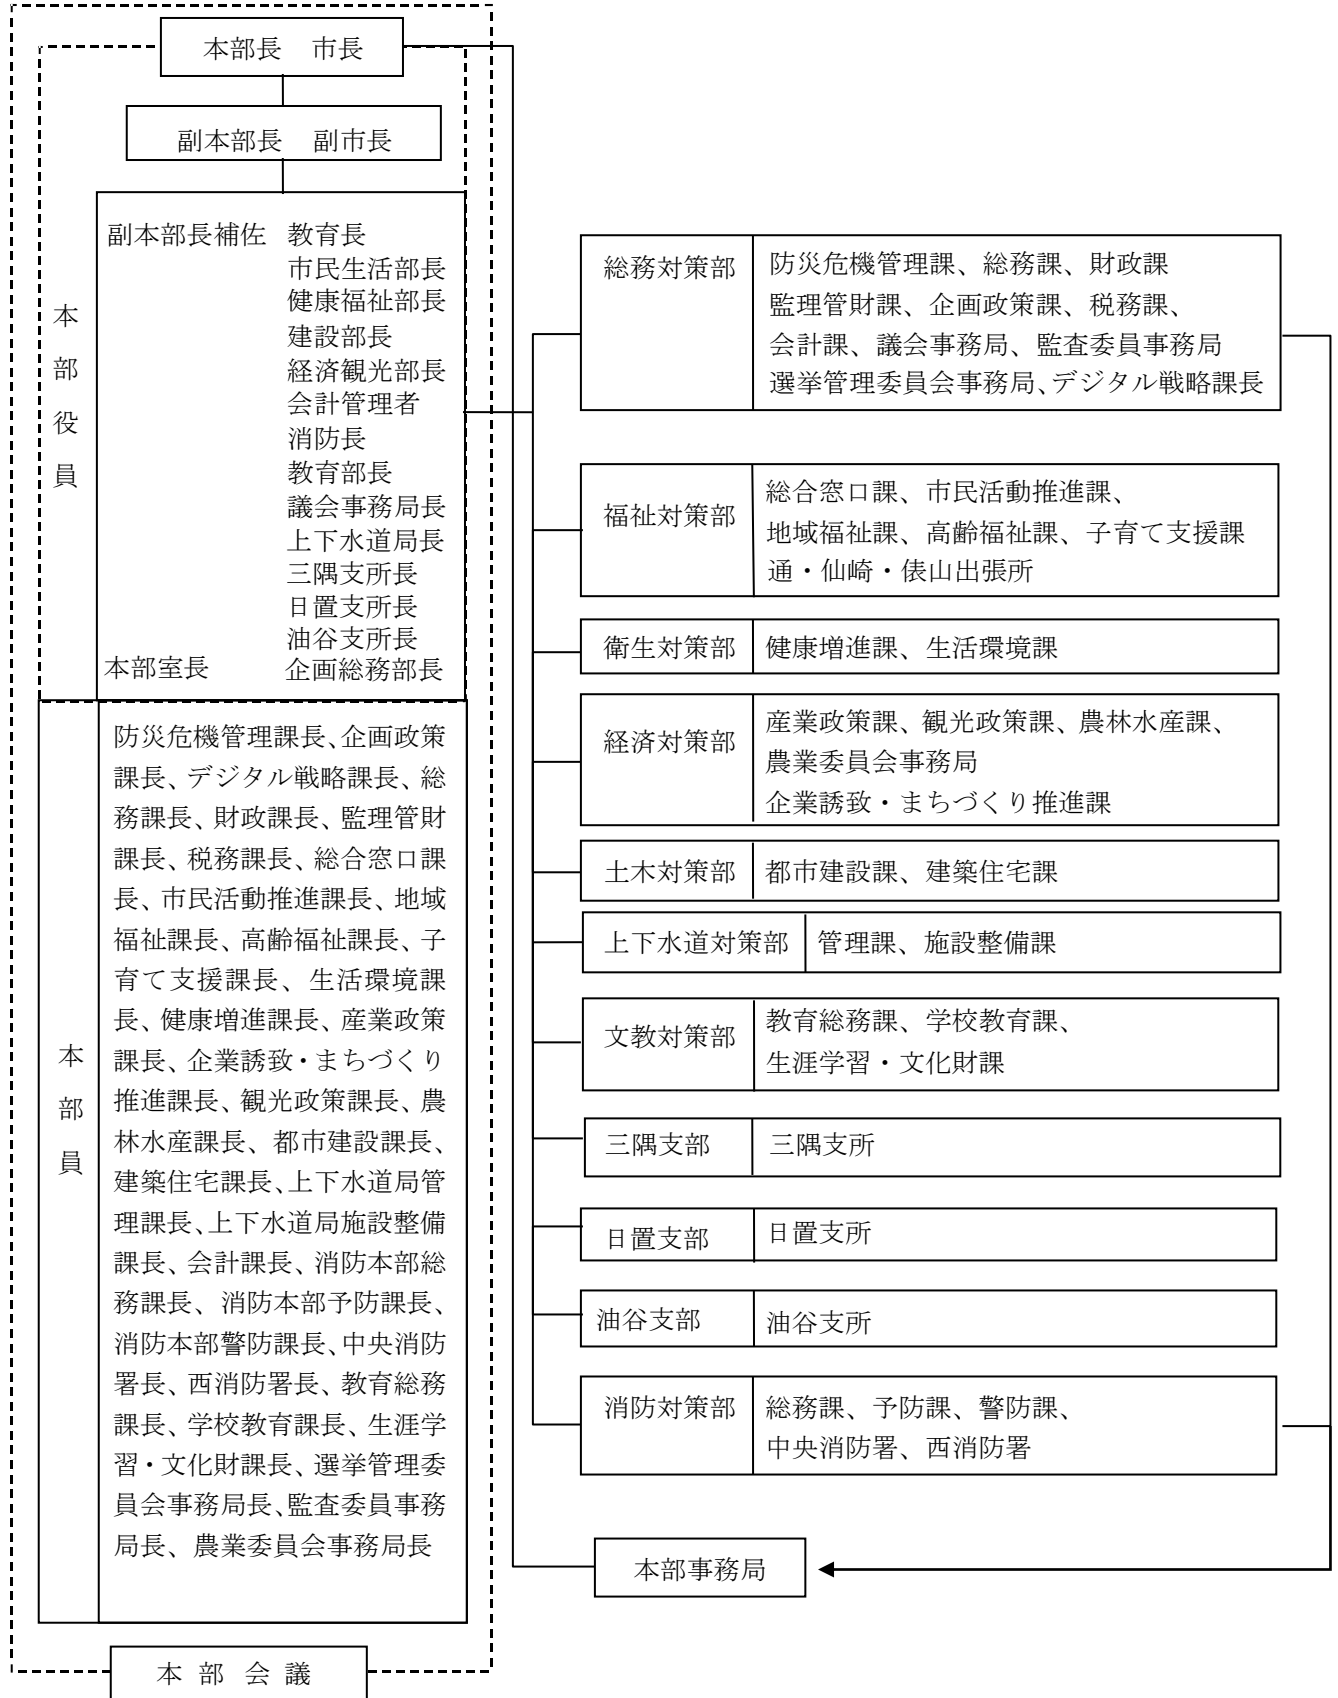 本部長　市長
副本部長　副市長
本部役員
副本部長補佐　教育長
市民生活部長
健康福祉部長
建設部長
経済観光部長
会計管理者
消防長
教育部長
議会事務局長
上下水道局長
三隅支所長
日置支所長
油谷支所長
本部室長　企画総務部長
本部員
防災危機管理課長、企画政策
課長、デジタル戦略課長、総
務課長、財政課長、監理管財
課長、税務課長、総合窓口課
長、市民活動推進課長、地域
福祉課長、高齢福祉課長、子
育て支援課長、生活環境課
長、健康増進課長、産業政策
課長、企業誘致・まちづくり
推進課長、観光政策課長、農
林水産課長、都市建設課長、
建築住宅課長、上下水道局管
理課長、上下水道局施設整備
課長、会計課長、消防本部総
務課長、消防本部予防課長、
消防本部警防課長、中央消防
署長、西消防署長、教育総務
課長、学校教育課長、生涯学
習・文化財課長、選挙管理委
員会事務局長、監査委員事務
局長、農業委員会事務局長
本部会議
総務対策部
防災危機管理課、総務課、財政課
監理管財課、企画政策課、税務課、
会計課、議会事務局、監査委員事務局
選挙管理委員会事務局、デジタル戦略課長
福祉対策部
総合窓口課、市民活動推進課、
地域福祉課、高齢福祉課、子育て支援課
通・仙崎・俵山出張所
衛生対策部
健康増進課、生活環境課
経済対策部
産業政策課、観光政策課、農林水産課、
農業委員会事務局
企業誘致・まちづくり推進課
土木対策部
都市建設課、建築住宅課
上下水道対策部
管理課、施設整備課
文教対策部
教育総務課、学校教育課、
生涯学習・文化財課
三隅支部
三隅支所
日置支部
日置支所
油谷支部
油谷支所
消防対策部
総務課、予防課、警防課、
中央消防署、西消防署
本部事務局